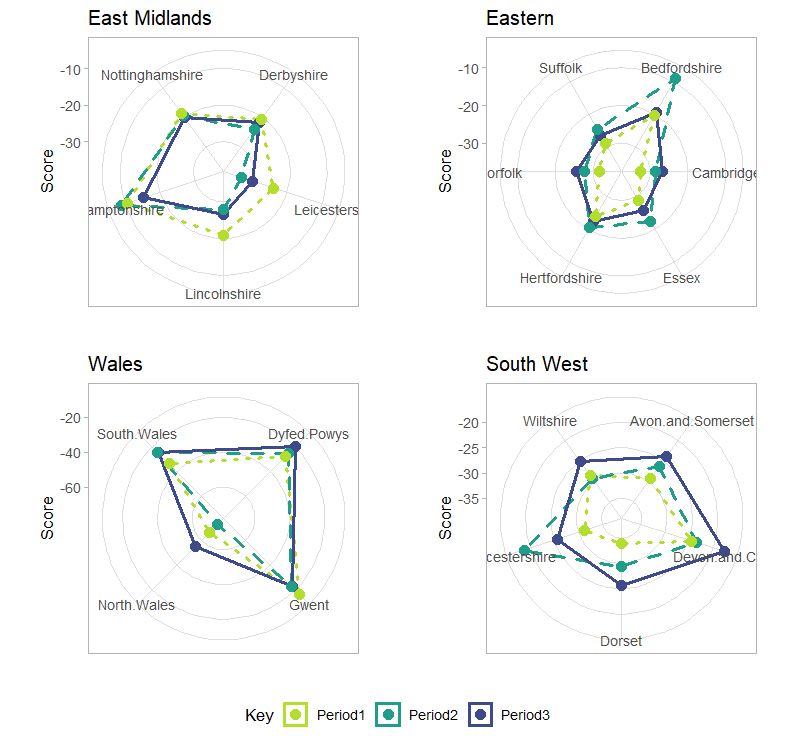 East Midlands
Eastern
Score
-10
-20
-30
Nottinghamshire
Derbyshire
amptonshire
Leicesters
Lincolnshire
Score
-10
-20
-30
Suffolk
Bedfordshire
orfolk
Cambridge
Hertfordshire
Essex
Wales
South West
Score
-20
-40
-60
South.Wales
Dyfed.Powys
North.Wales
Gwent
Score
-20
-25
-30
-35
Wiltshire
Avon.and.Somerset
cestershire
Devon.and.C
Dorset
Key Period1 Period2 Period3